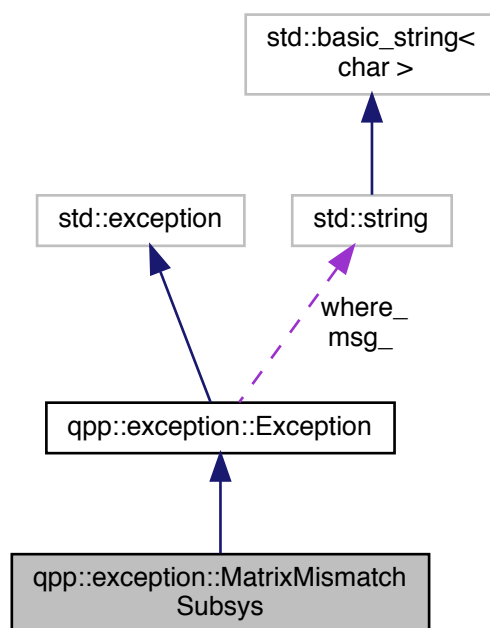 std::basic_string<
char >
std::exception
std::string
where_
msg_
qpp::exception::Exception
qpp::exception::MatrixMismatch
Subsys